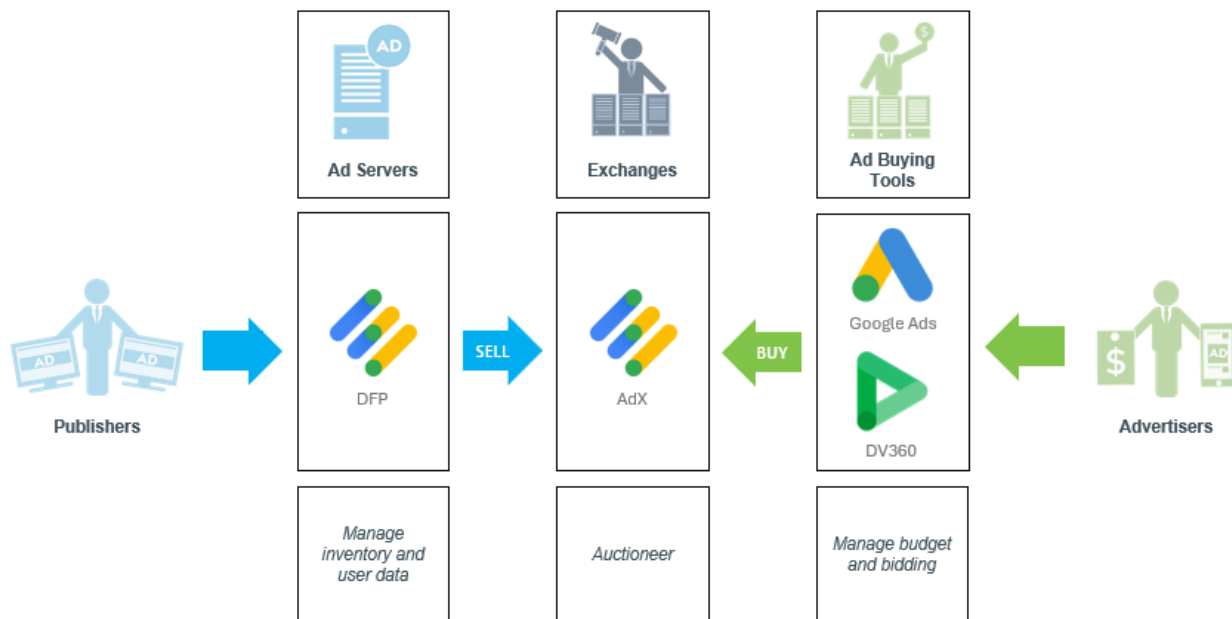 AD
Ad Servers
Exchanges
$
Ad Buying
Tools
AD
AD
Publishers
DFP
SELL
AdX
BUY
Google Ads
DV360
$
AD
Advertisers
Manage
inventory and
user data
Auctioneer
Manage budget
and bidding